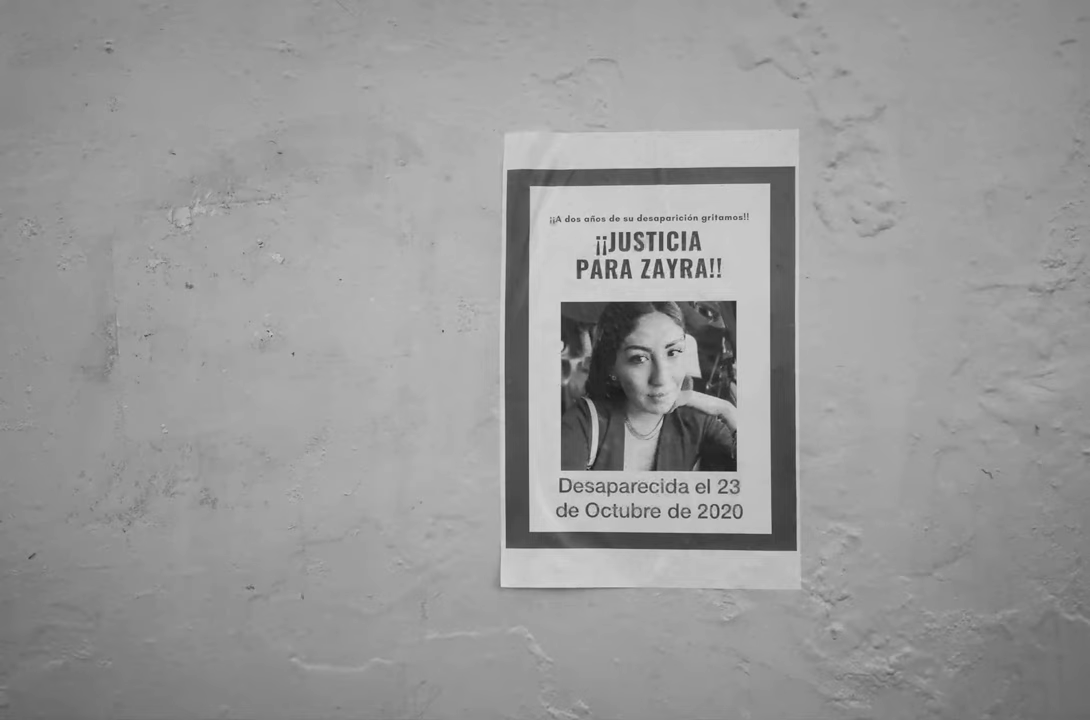 ¡¡A dos años de su desaparición gritamos!!
¡¡JUSTICIA
PARA ZAYRA!!
Desaparecida el 23
de Octubre de 2020